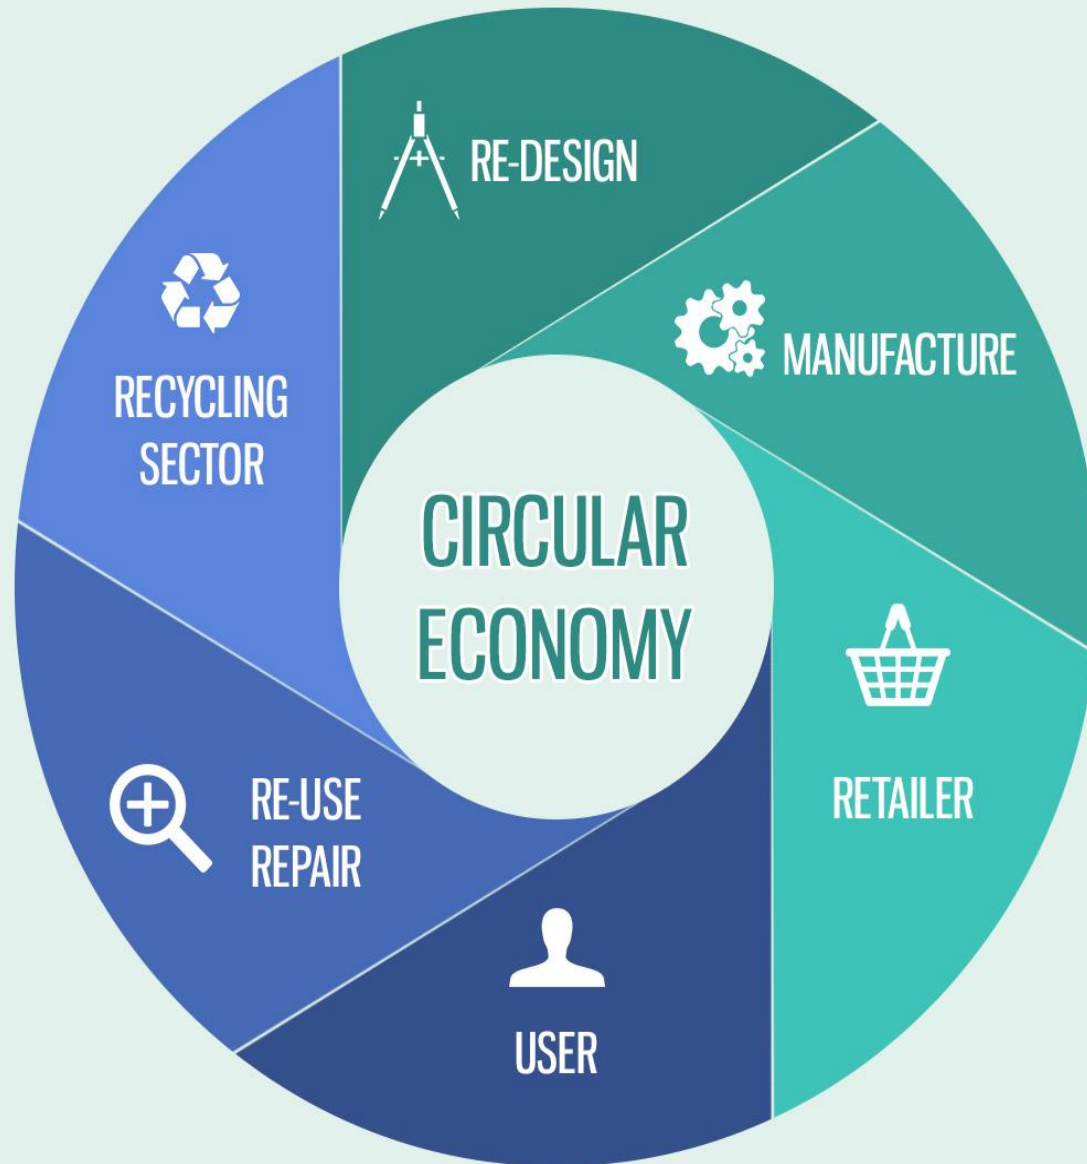 RE-DESIGN
MANUFACTURE
RETAILER
USER
RE-USE
REPAIR
RECYCLING
SECTOR
CIRCULAR
ECONOMY